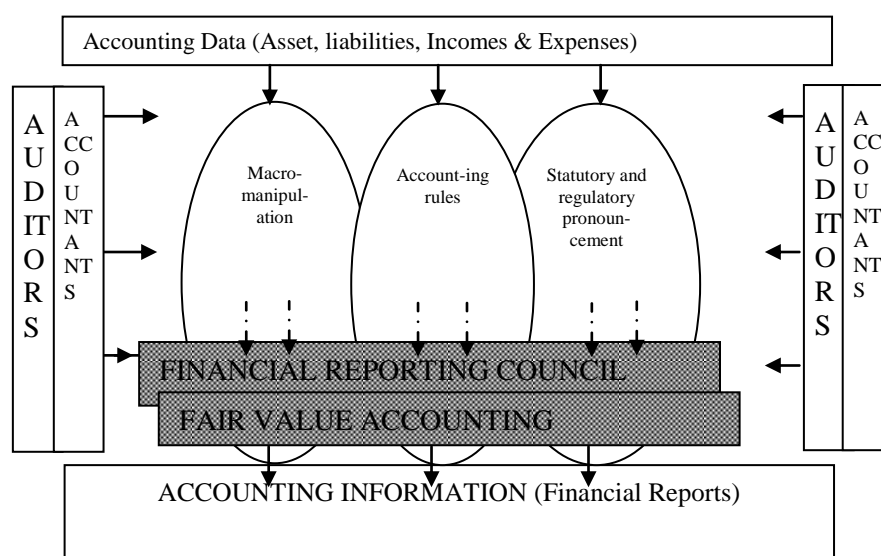 Accounting Data (Asset, liabilities, Incomes & Expenses)
A
U
D
IT
O
R
S
A
CC
O
U
NT
A
NT
S
Macro-
manipul-
ation
Account-ing
rules
Statutory and
regulatory
pronoun-
cement
A
U
D
IT
O
R
S
A
CC
O
U
NT
A
NT
S
FINANCIAL REPORTING COUNCIL
FAIR VALUE ACCOUNTING
ACCOUNTING INFORMATION (Financial Reports)